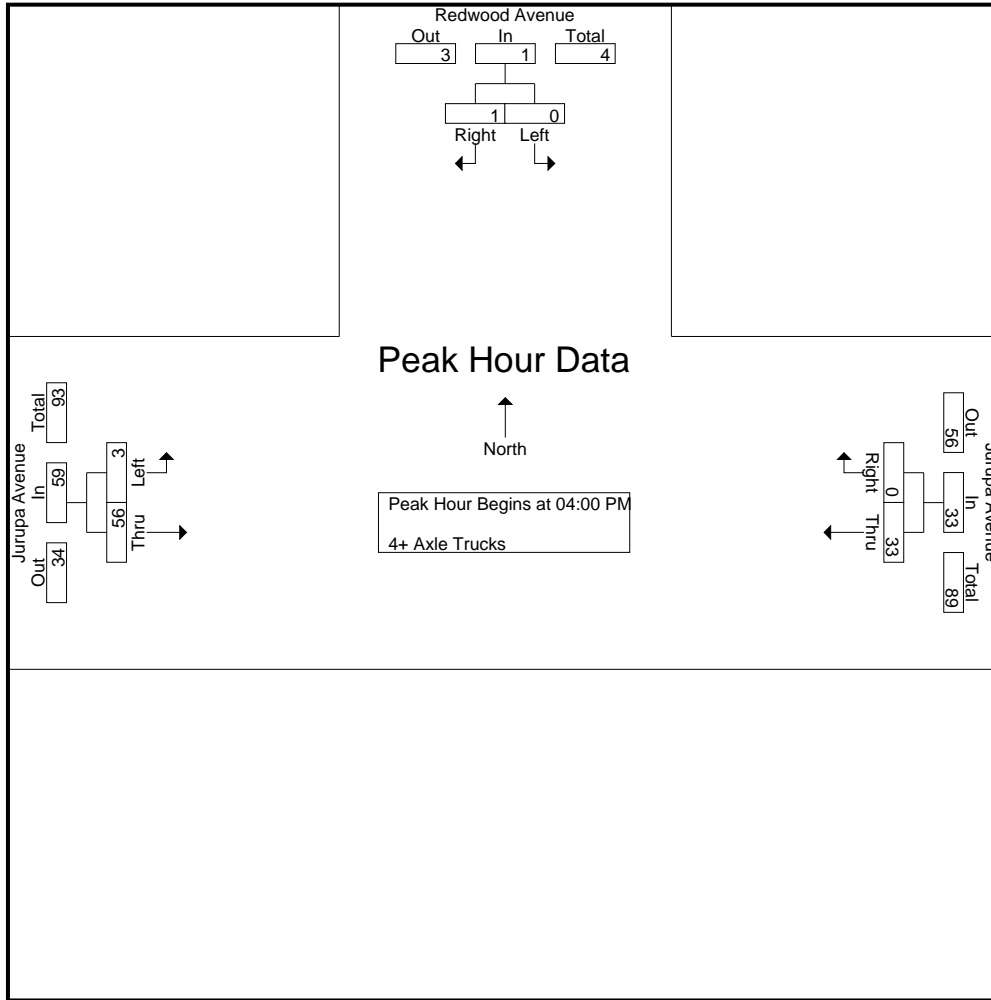 Redwood Avenue
Out In Total
3 1 4
1 0
Right Left
Peak Hour Data
North
Peak Hour Begins at 04:00 PM
4+ Axle Trucks
Jurupa Avenue
Out In Total
34 59 93
56 3
Thru Left
Jurupa Avenue
Out In Total
56 33 89
0 33
Right Thru